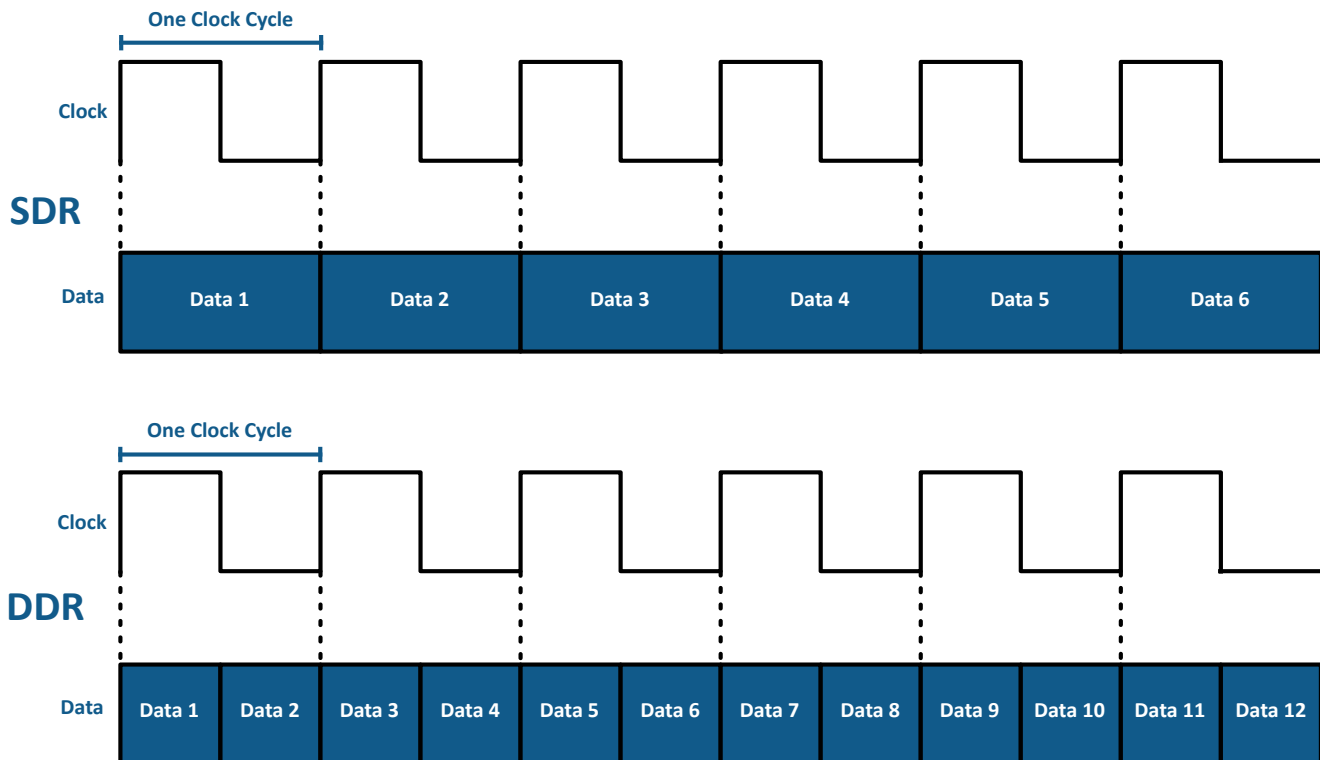 One Clock Cycle
Clock
SDR
Data
Data 1 Data 2 Data 3 Data 4 Data 5 Data 6
One Clock Cycle
Clock
DDR
Data
Data 1 Data 2 Data 3 Data 4 Data 5 Data 6 Data 7 Data 8 Data 9 Data 10 Data 11 Data 12